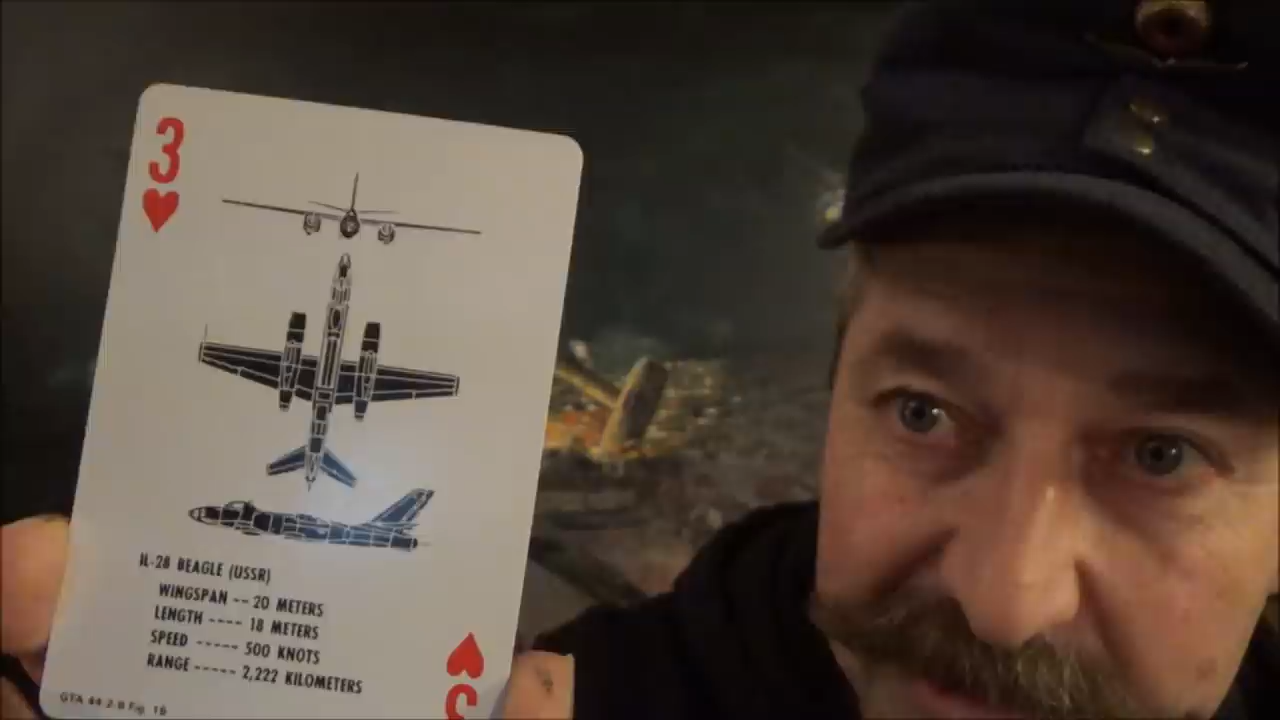 3
IL-28 BEAGLE (USSR)
WINGSPAN -- 20 METERS
LENGTH ---- 18 METERS
SPEED ----- 500 KNOTS
RANGE ----- 2,222 KILOMETERS
GTA 44-2-8 Fig. 19
3